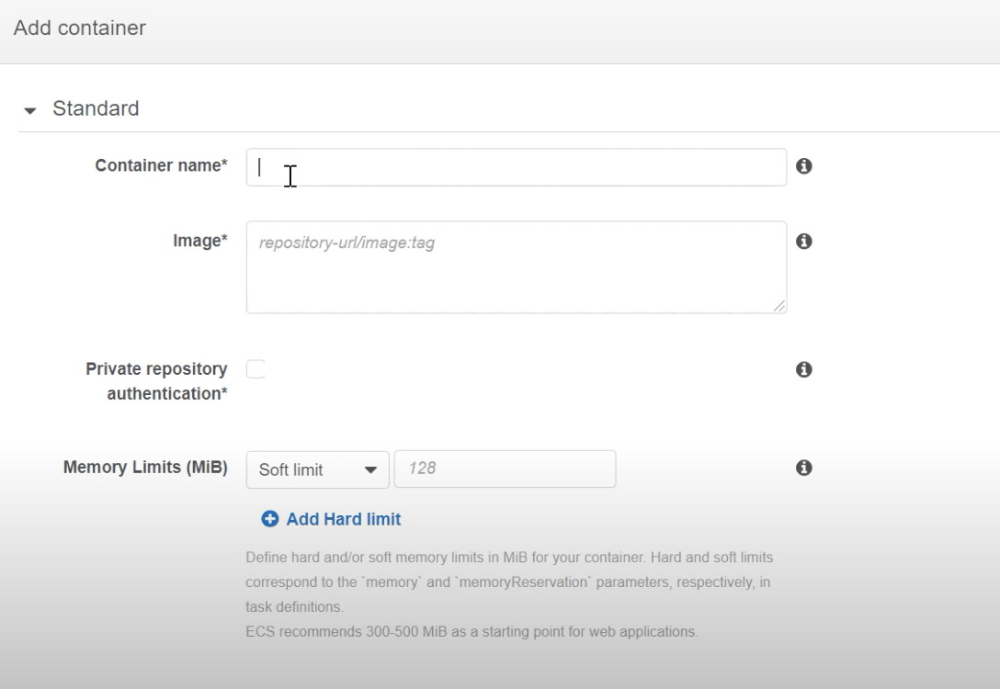 Add container
Standard
Container name*
Image*
repository-url/image:tag
Private repository
authentication*
Memory Limits (MiB)
Soft limit
128
Add Hard limit
Define hard and/or soft memory limits in MiB for your container. Hard and soft limits
correspond to the `memory` and `memoryReservation` parameters, respectively, in
task definitions.
ECS recommends 300-500 MiB as a starting point for web applications.